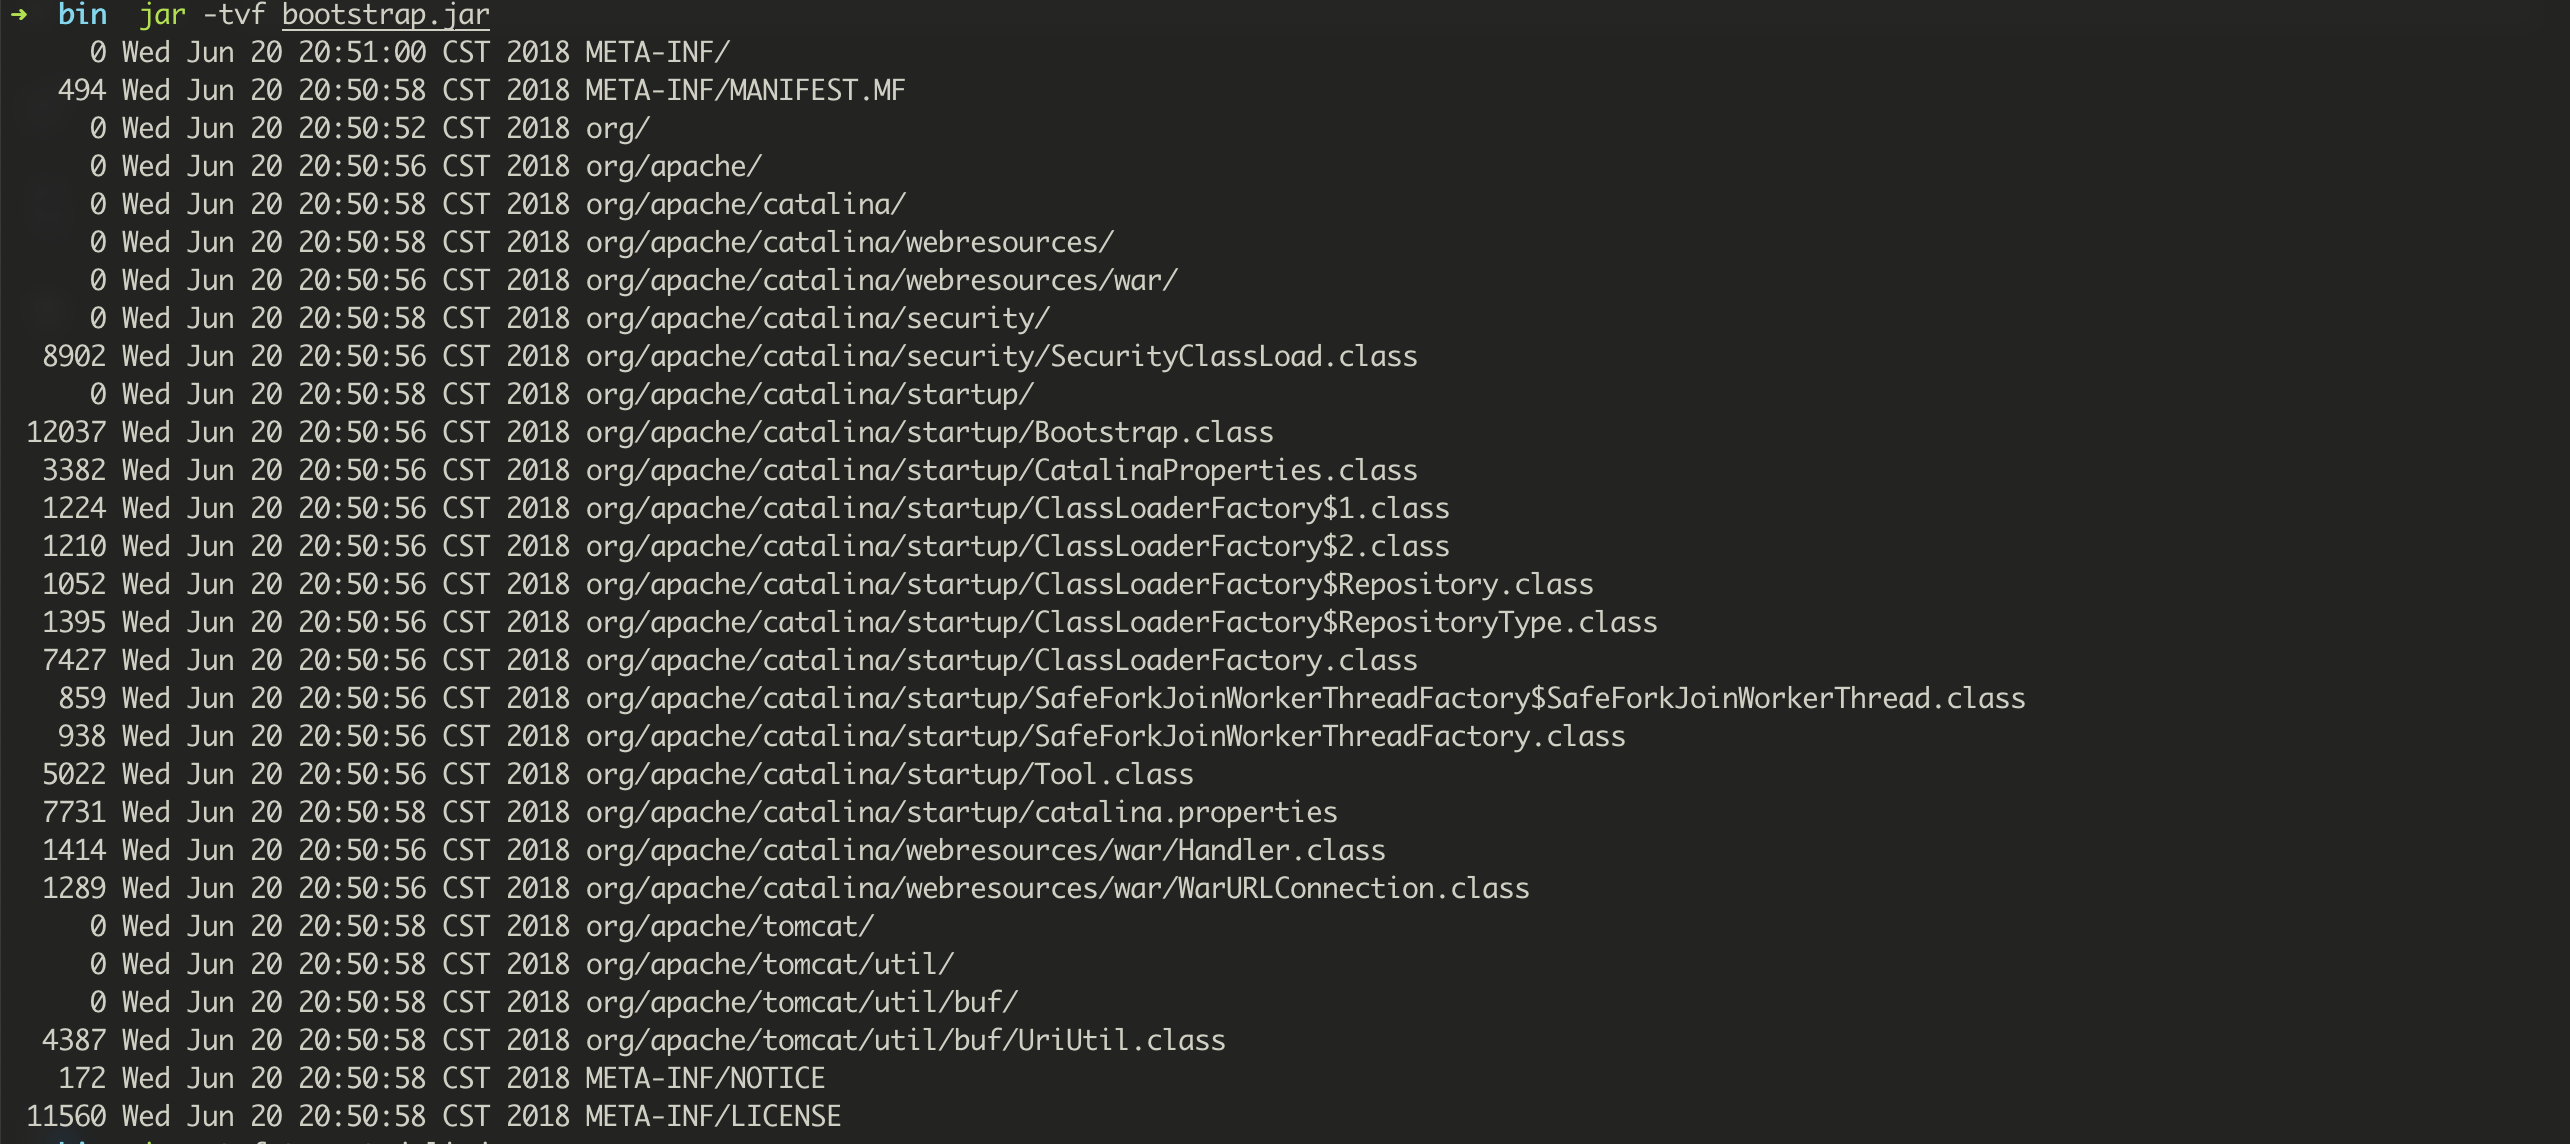 ➜  bin  jar -tvf bootstrap.jar
     0 Wed Jun 20 20:51:00 CST 2018 META-INF/
   494 Wed Jun 20 20:50:58 CST 2018 META-INF/MANIFEST.MF
     0 Wed Jun 20 20:50:52 CST 2018 org/
     0 Wed Jun 20 20:50:56 CST 2018 org/apache/
     0 Wed Jun 20 20:50:58 CST 2018 org/apache/catalina/
     0 Wed Jun 20 20:50:58 CST 2018 org/apache/catalina/webresources/
     0 Wed Jun 20 20:50:56 CST 2018 org/apache/catalina/webresources/war/
     0 Wed Jun 20 20:50:58 CST 2018 org/apache/catalina/security/
  8902 Wed Jun 20 20:50:56 CST 2018 org/apache/catalina/security/SecurityClassLoad.class
     0 Wed Jun 20 20:50:58 CST 2018 org/apache/catalina/startup/
 12037 Wed Jun 20 20:50:56 CST 2018 org/apache/catalina/startup/Bootstrap.class
  3382 Wed Jun 20 20:50:56 CST 2018 org/apache/catalina/startup/CatalinaProperties.class
  1224 Wed Jun 20 20:50:56 CST 2018 org/apache/catalina/startup/ClassLoaderFactory$1.class
  1210 Wed Jun 20 20:50:56 CST 2018 org/apache/catalina/startup/ClassLoaderFactory$2.class
  1052 Wed Jun 20 20:50:56 CST 2018 org/apache/catalina/startup/ClassLoaderFactory$Repository.class
  1395 Wed Jun 20 20:50:56 CST 2018 org/apache/catalina/startup/ClassLoaderFactory$RepositoryType.class
  7427 Wed Jun 20 20:50:56 CST 2018 org/apache/catalina/startup/ClassLoaderFactory.class
   859 Wed Jun 20 20:50:56 CST 2018 org/apache/catalina/startup/SafeForkJoinWorkerThreadFactory$SafeForkJoinWorkerThread.class
   938 Wed Jun 20 20:50:56 CST 2018 org/apache/catalina/startup/SafeForkJoinWorkerThreadFactory.class
  5022 Wed Jun 20 20:50:56 CST 2018 org/apache/catalina/startup/Tool.class
  7731 Wed Jun 20 20:50:58 CST 2018 org/apache/catalina/startup/catalina.properties
  1414 Wed Jun 20 20:50:56 CST 2018 org/apache/catalina/webresources/war/Handler.class
  1289 Wed Jun 20 20:50:56 CST 2018 org/apache/catalina/webresources/war/WarURLConnection.class
     0 Wed Jun 20 20:50:58 CST 2018 org/apache/tomcat/
     0 Wed Jun 20 20:50:58 CST 2018 org/apache/tomcat/util/
     0 Wed Jun 20 20:50:58 CST 2018 org/apache/tomcat/util/buf/
  4387 Wed Jun 20 20:50:58 CST 2018 org/apache/tomcat/util/buf/UriUtil.class
   172 Wed Jun 20 20:50:58 CST 2018 META-INF/NOTICE
 11560 Wed Jun 20 20:50:58 CST 2018 META-INF/LICENSE